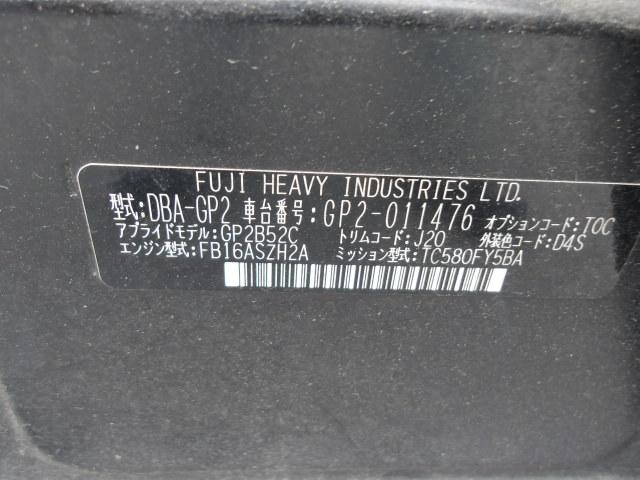 FUJI HEAVY INDUSTRIES LTD.
型式:DBA-GP2 車台番号:GP2-011476 オプションコード:TOC
アプライドモデル:GP2B52C トリムコード:J20 外装色コード:D4S
エンジン型式:FB16ASZH2A ミッション型式:TC580FY5BA